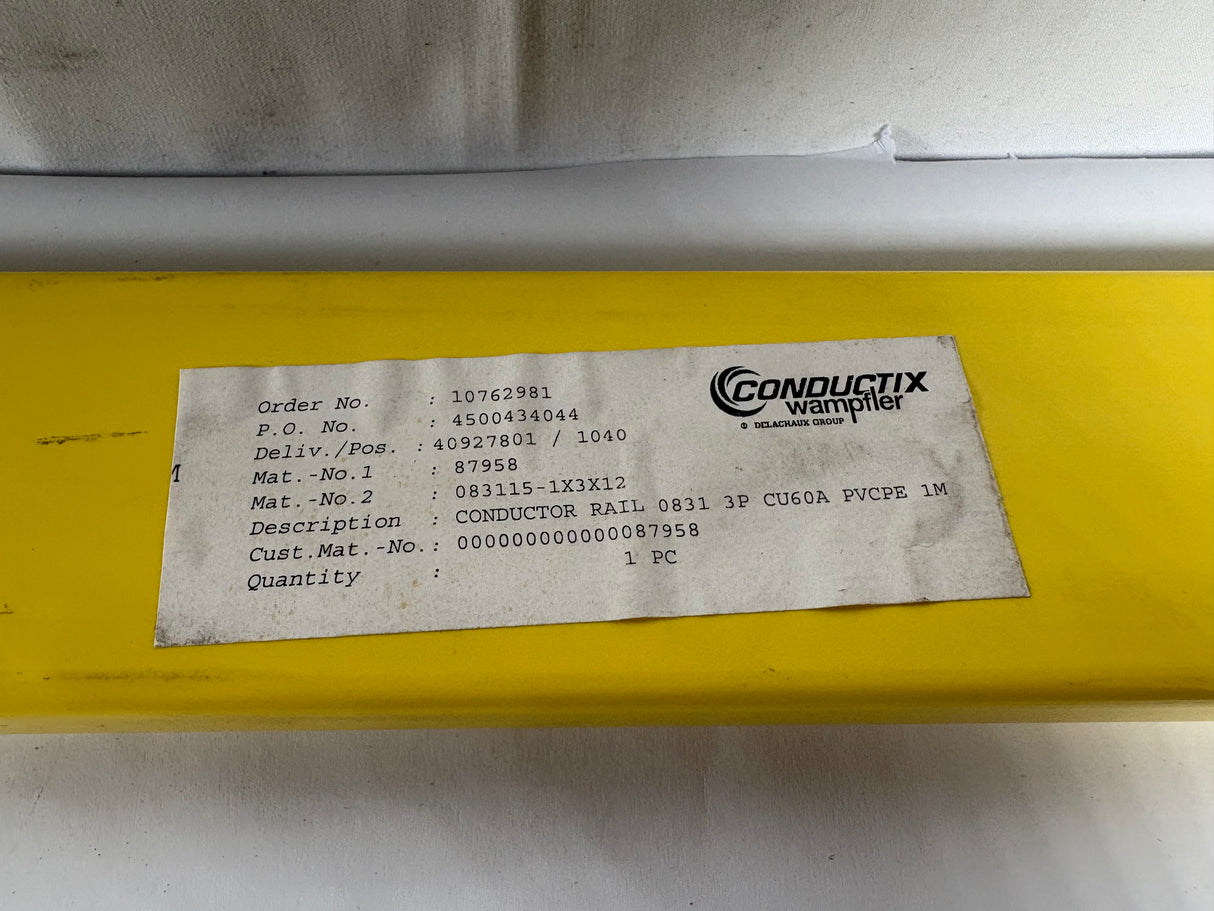 CONDUCTIX
wampfler
DELACHAUX GROUP
Order No. : 10762981
P.O. No. : 4500434044
Deliv./Pos. : 40927801 / 1040
Mat.-No.1 : 87958
Mat.-No.2 : 083115-1X3X12
Description : CONDUCTOR RAIL 0831 3P CU60A PVCPE 1M
Cust.Mat.-No.: 000000000000087958
Quantity : 1 PC